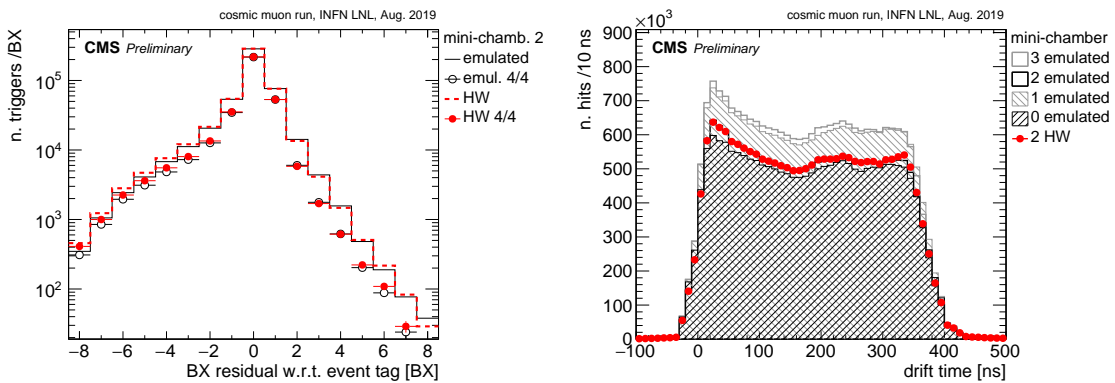 cosmic muon run, INFN LNL, Aug. 2019
CMS Preliminary
mini-chamb. 2
emulated
emul. 4/4
HW
HW 4/4
n. triggers /BX
10^5
10^4
10^3
10^2
−8 −6 −4 −2 0 2 4 6 8
BX residual w.r.t. event tag [BX]
cosmic muon run, INFN LNL, Aug. 2019
×10^3
CMS Preliminary
mini-chamber
3 emulated
2 emulated
1 emulated
0 emulated
2 HW
n. hits /10 ns
900
800
700
600
500
400
300
200
100
0
−100 0 100 200 300 400 500
drift time [ns]